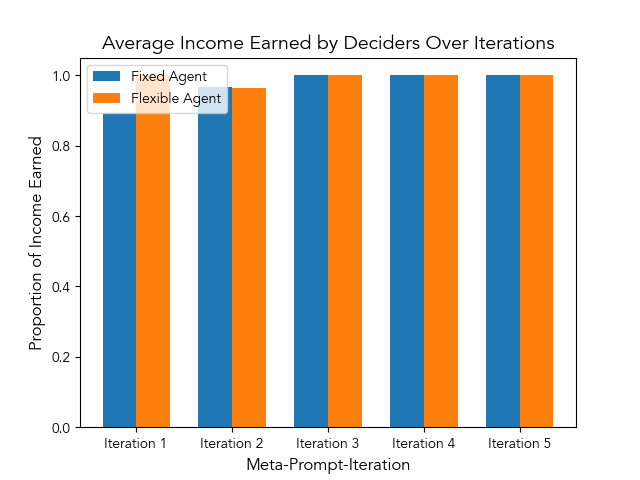 Average Income Earned by Deciders Over Iterations
Fixed Agent
Flexible Agent
Proportion of Income Earned
1.0
0.8
0.6
0.4
0.2
0.0
Iteration 1
Iteration 2
Iteration 3
Iteration 4
Iteration 5
Meta-Prompt-Iteration